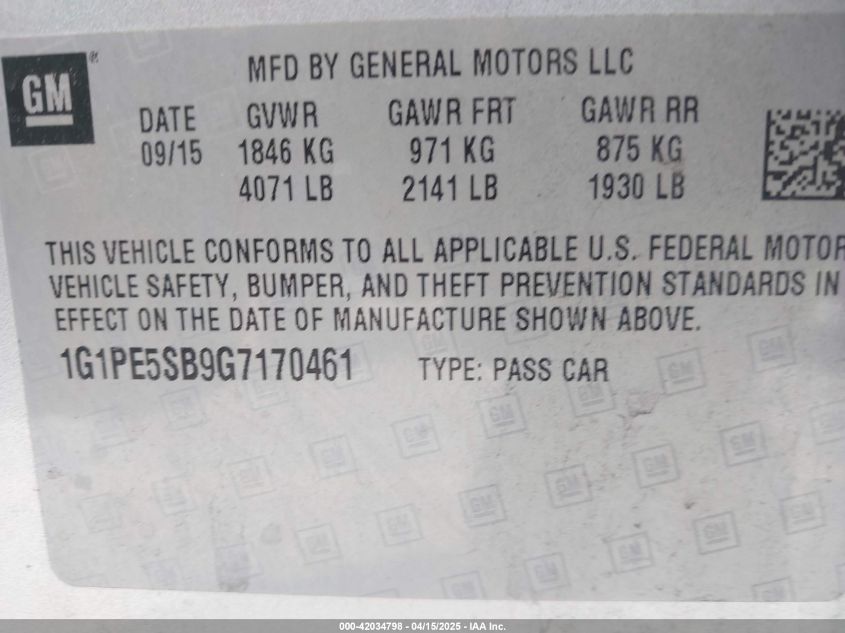 GM®
MFD BY GENERAL MOTORS LLC
DATE GVWR GAWR FRT GAWR RR
09/15 1846 KG 971 KG 875 KG
4071 LB 2141 LB 1930 LB
THIS VEHICLE CONFORMS TO ALL APPLICABLE U.S. FEDERAL MOTOR
VEHICLE SAFETY, BUMPER, AND THEFT PREVENTION STANDARDS IN
EFFECT ON THE DATE OF MANUFACTURE SHOWN ABOVE.
1G1PE5SB9G7170461 TYPE: PASS CAR
000-42034798 - 04/15/2025 - IAA Inc.